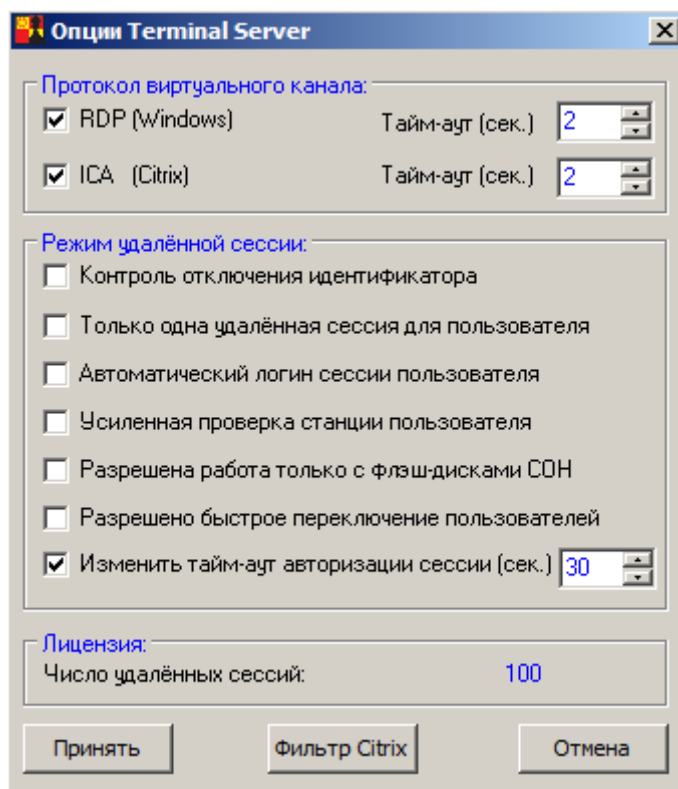 Опции Terminal Server
Протокол виртуального канала:
RDP (Windows) Тайм-аут (сек.) 2
ICA (Citrix) Тайм-аут (сек.) 2
Режим удалённой сессии:
Контроль отключения идентификатора
Только одна удалённая сессия для пользователя
Автоматический логин сессии пользователя
Усиленная проверка станции пользователя
Разрешена работа только с флэш-дисками СОН
Разрешено быстрое переключение пользователей
Изменить тайм-аут авторизации сессии (сек.) 30
Лицензия:
Число удалённых сессий: 100
Принять Фильтр Citrix Отмена